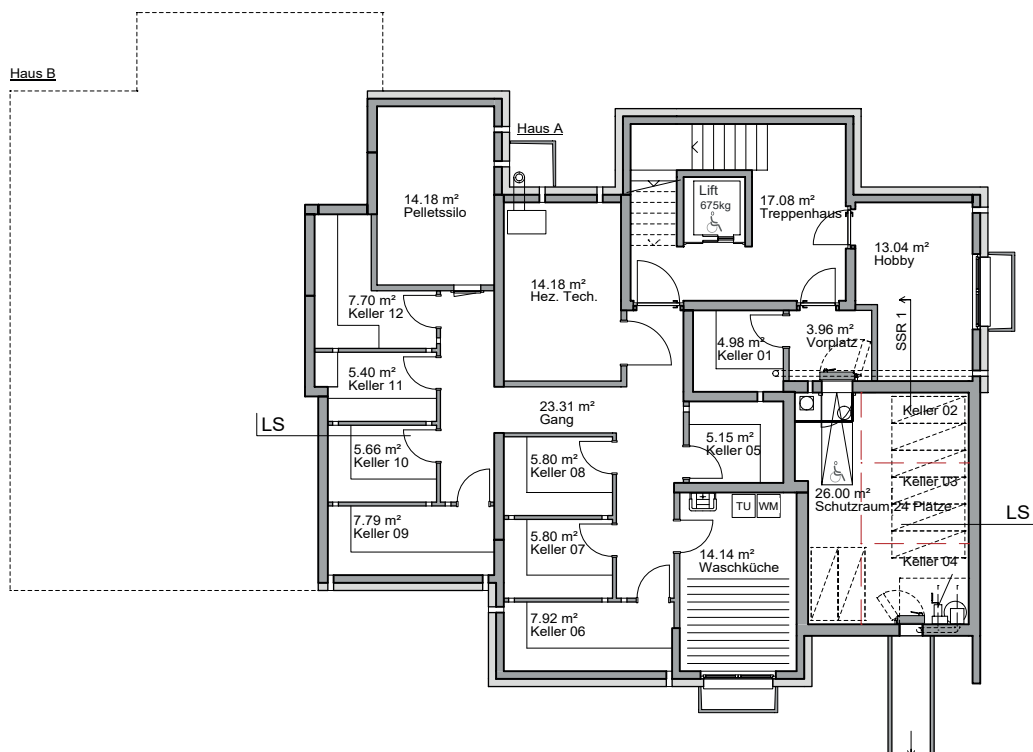 Haus B
Haus A
14.18 m²
Pelletssilo
Lift
675kg
17.08 m²
Treppenhaus
13.04 m²
Hobby
7.70 m²
Keller 12
14.18 m²
Hez. Tech.
4.98 m²
Keller 01
3.96 m²
Vorplatz
SSR 1
5.40 m²
Keller 11
23.31 m²
Gang
Keller 02
LS
5.66 m²
Keller 10
5.80 m²
Keller 08
5.15 m²
Keller 05
Keller 03
26.00 m²
Schutzraum 24 Plätze
LS
TU
WM
7.79 m²
Keller 09
5.80 m²
Keller 07
14.14 m²
Waschküche
Keller 04
7.92 m²
Keller 06